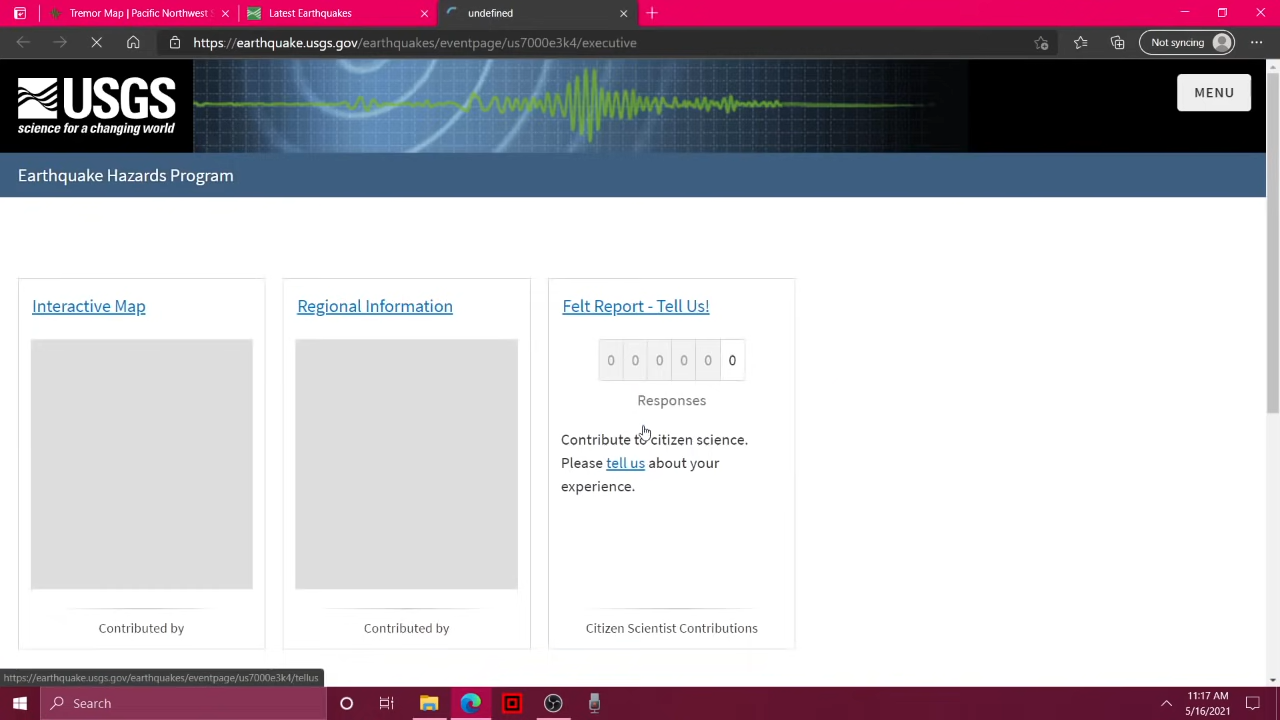 Tremor Map | Pacific Northwest S
Latest Earthquakes
undefined
https://earthquake.usgs.gov/earthquakes/eventpage/us7000e3k4/executive
Not syncing
USGS
science for a changing world
MENU
Earthquake Hazards Program
Interactive Map
Contributed by
Regional Information
Contributed by
Felt Report - Tell Us!
0 0 0 0 0 0
Responses
Contribute to citizen science.
Please tell us about your
experience.
Citizen Scientist Contributions
https://earthquake.usgs.gov/earthquakes/eventpage/us7000e3k4/tellus
Search
11:17 AM
5/16/2021